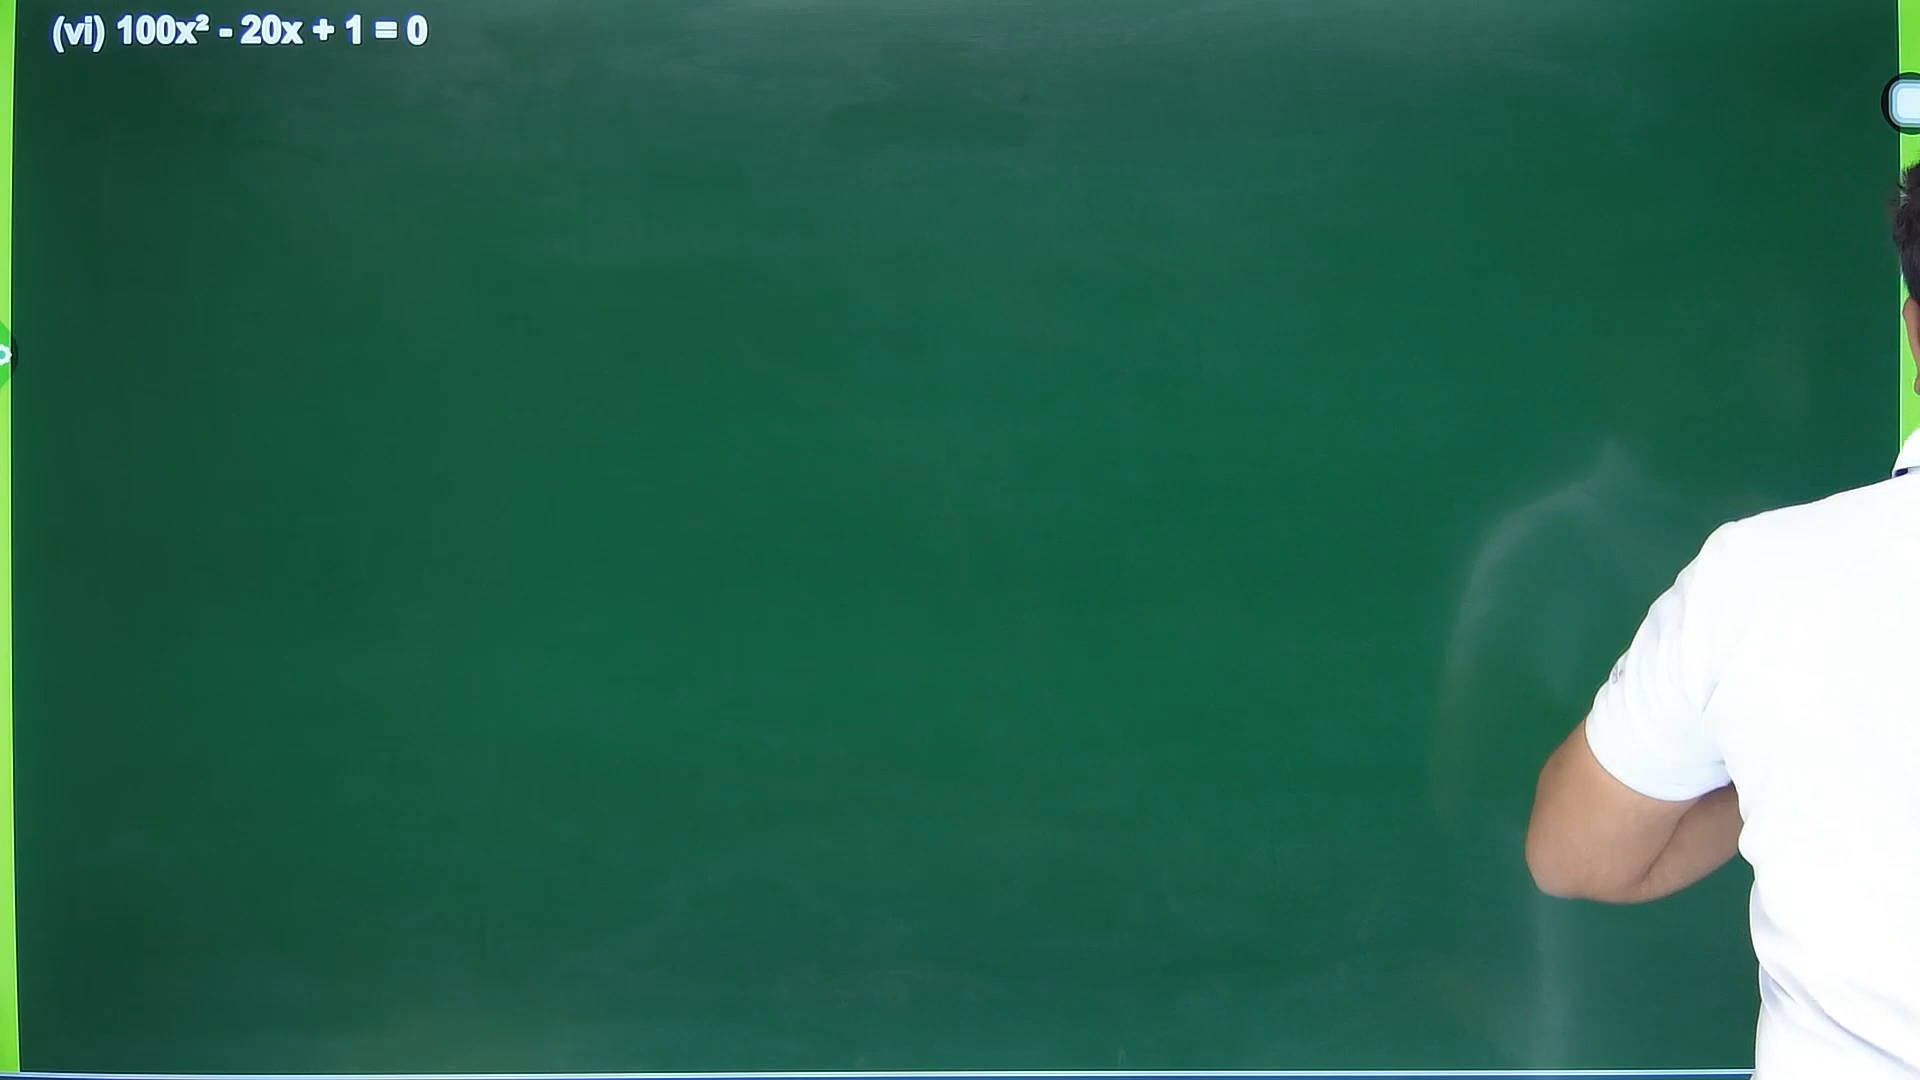 (vi) 100x² - 20x + 1 = 0